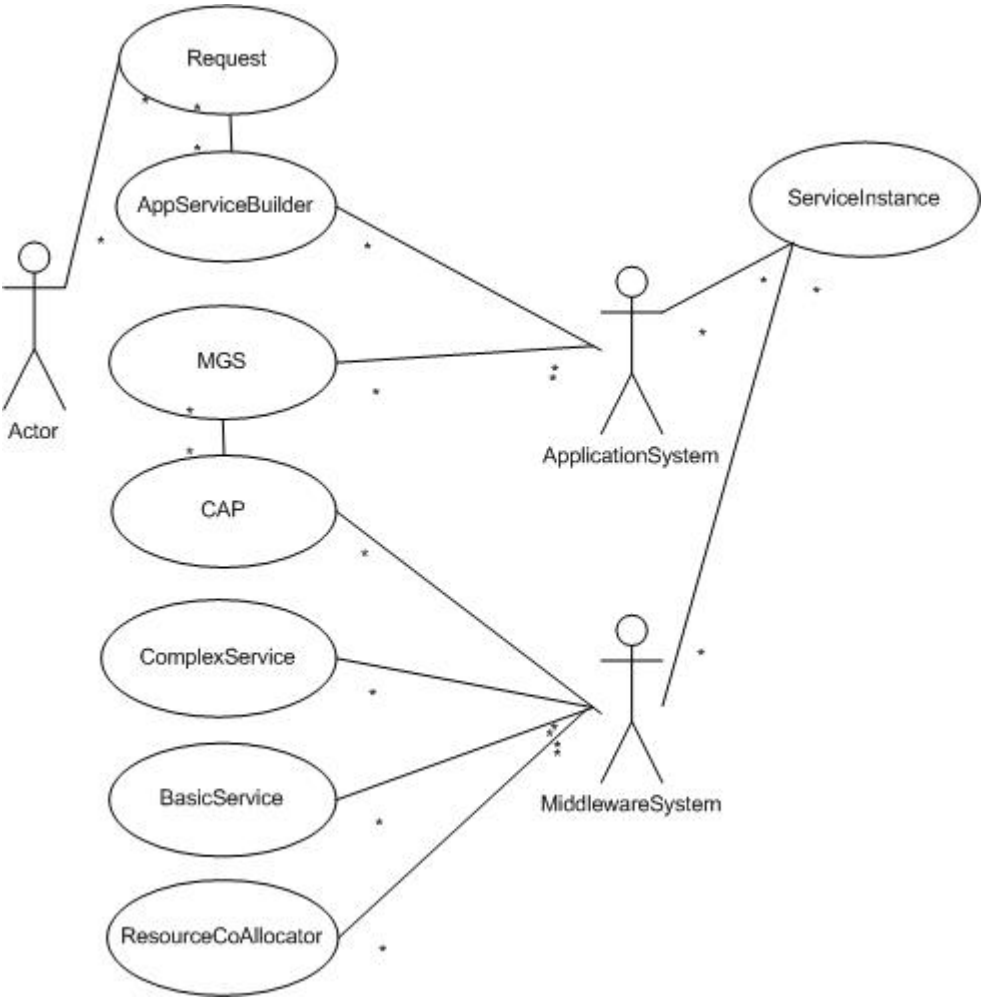 Request
*
*
*
AppServiceBuilder
ServiceInstance
*
*
*
*
*
MGS
*
*
*
*
Actor
*
ApplicationSystem
CAP
*
ComplexService
*
*
*
*
*
*
BasicService
MiddlewareSystem
*
ResourceCoAllocator
*